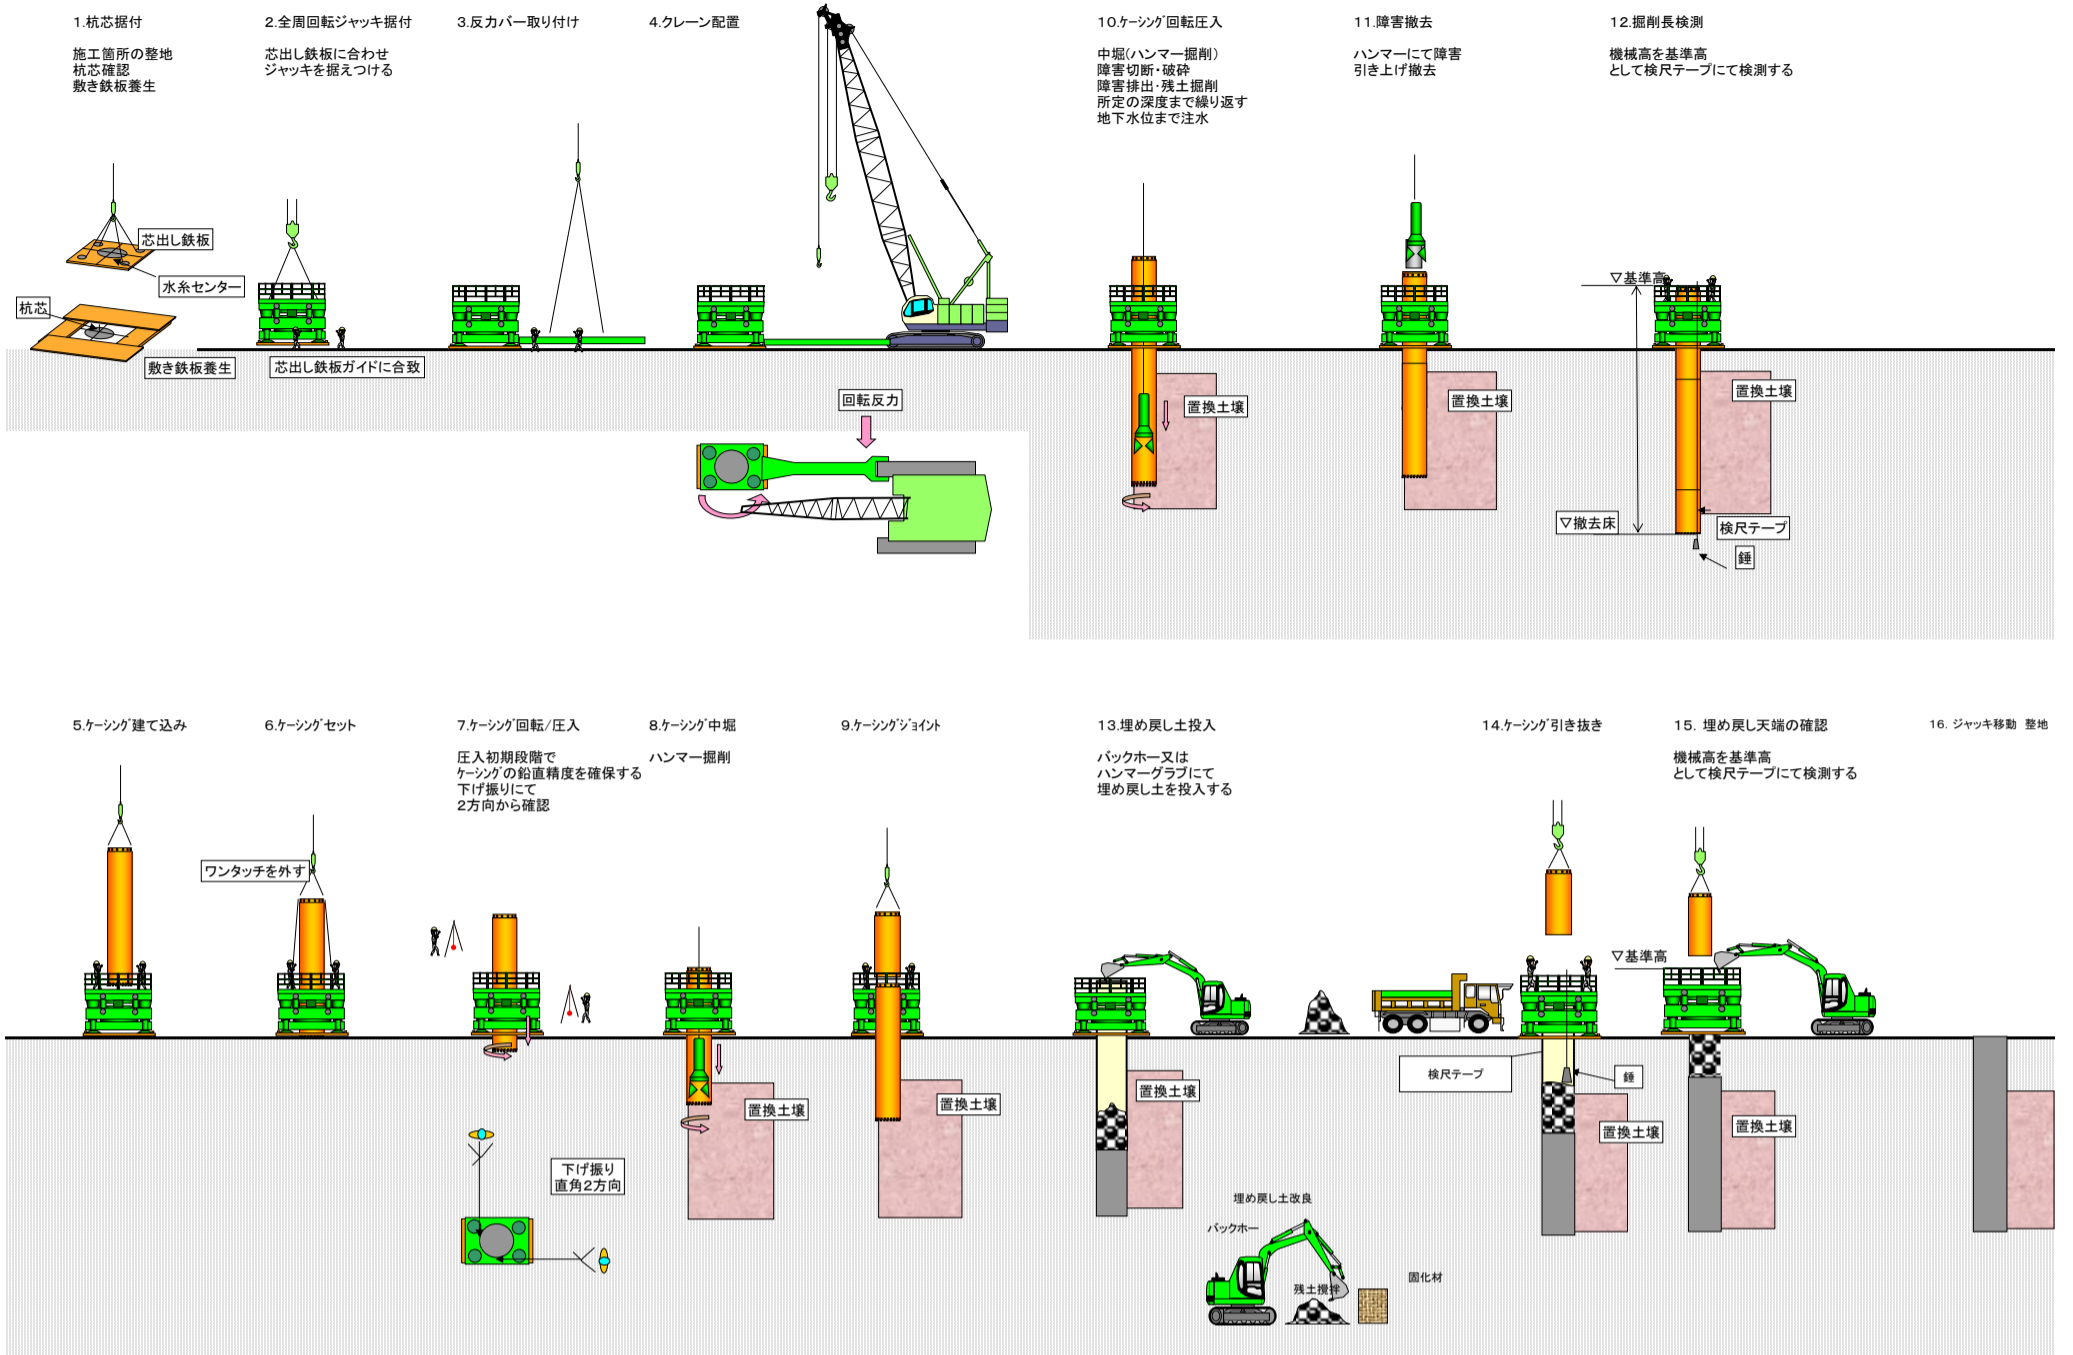 1.杭芯据付
施工箇所の整地
杭芯確認
敷き鉄板養生
芯出し鉄板
水糸センター
杭芯
敷き鉄板養生
2.全周回転ジャッキ据付
芯出し鉄板に合わせ
ジャッキを据えつける
芯出し鉄板ガイドに合致
3.反力バー取り付け
4.クレーン配置
回転反力
10.ケーシング回転圧入
中堀(ハンマー掘削)
障害切断・破砕
障害排出・残土掘削
所定の深度まで繰り返す
地下水位まで注水
置換土壌
11.障害撤去
ハンマーにて障害
引き上げ撤去
置換土壌
12.掘削長検測
機械高を基準高
として検尺テープにて検測する
▽基準高
置換土壌
▽撤去床
検尺テープ
錘
5.ケーシング建て込み
6.ケーシングセット
ワンタッチを外す
7.ケーシング回転/圧入
圧入初期段階で
ケーシングの鉛直精度を確保する
下げ振りにて
2方向から確認
下げ振り
直角2方向
8.ケーシング中堀
ハンマー掘削
置換土壌
9.ケーシングジョイント
置換土壌
13.埋め戻し土投入
バックホー又は
ハンマーグラブにて
埋め戻し土を投入する
置換土壌
埋め戻し土改良
バックホー
残土攪拌
固化材
14.ケーシング引き抜き
検尺テープ
錘
置換土壌
15. 埋め戻し天端の確認
機械高を基準高
として検尺テープにて検測する
▽基準高
置換土壌
16. ジャッキ移動 整地